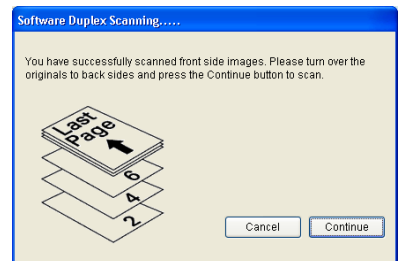 Software Duplex Scanning.....
You have successfully scanned front side images. Please turn over the
originals to back sides and press the Continue button to scan.
Last
Page
6
4
2
Cancel
Continue